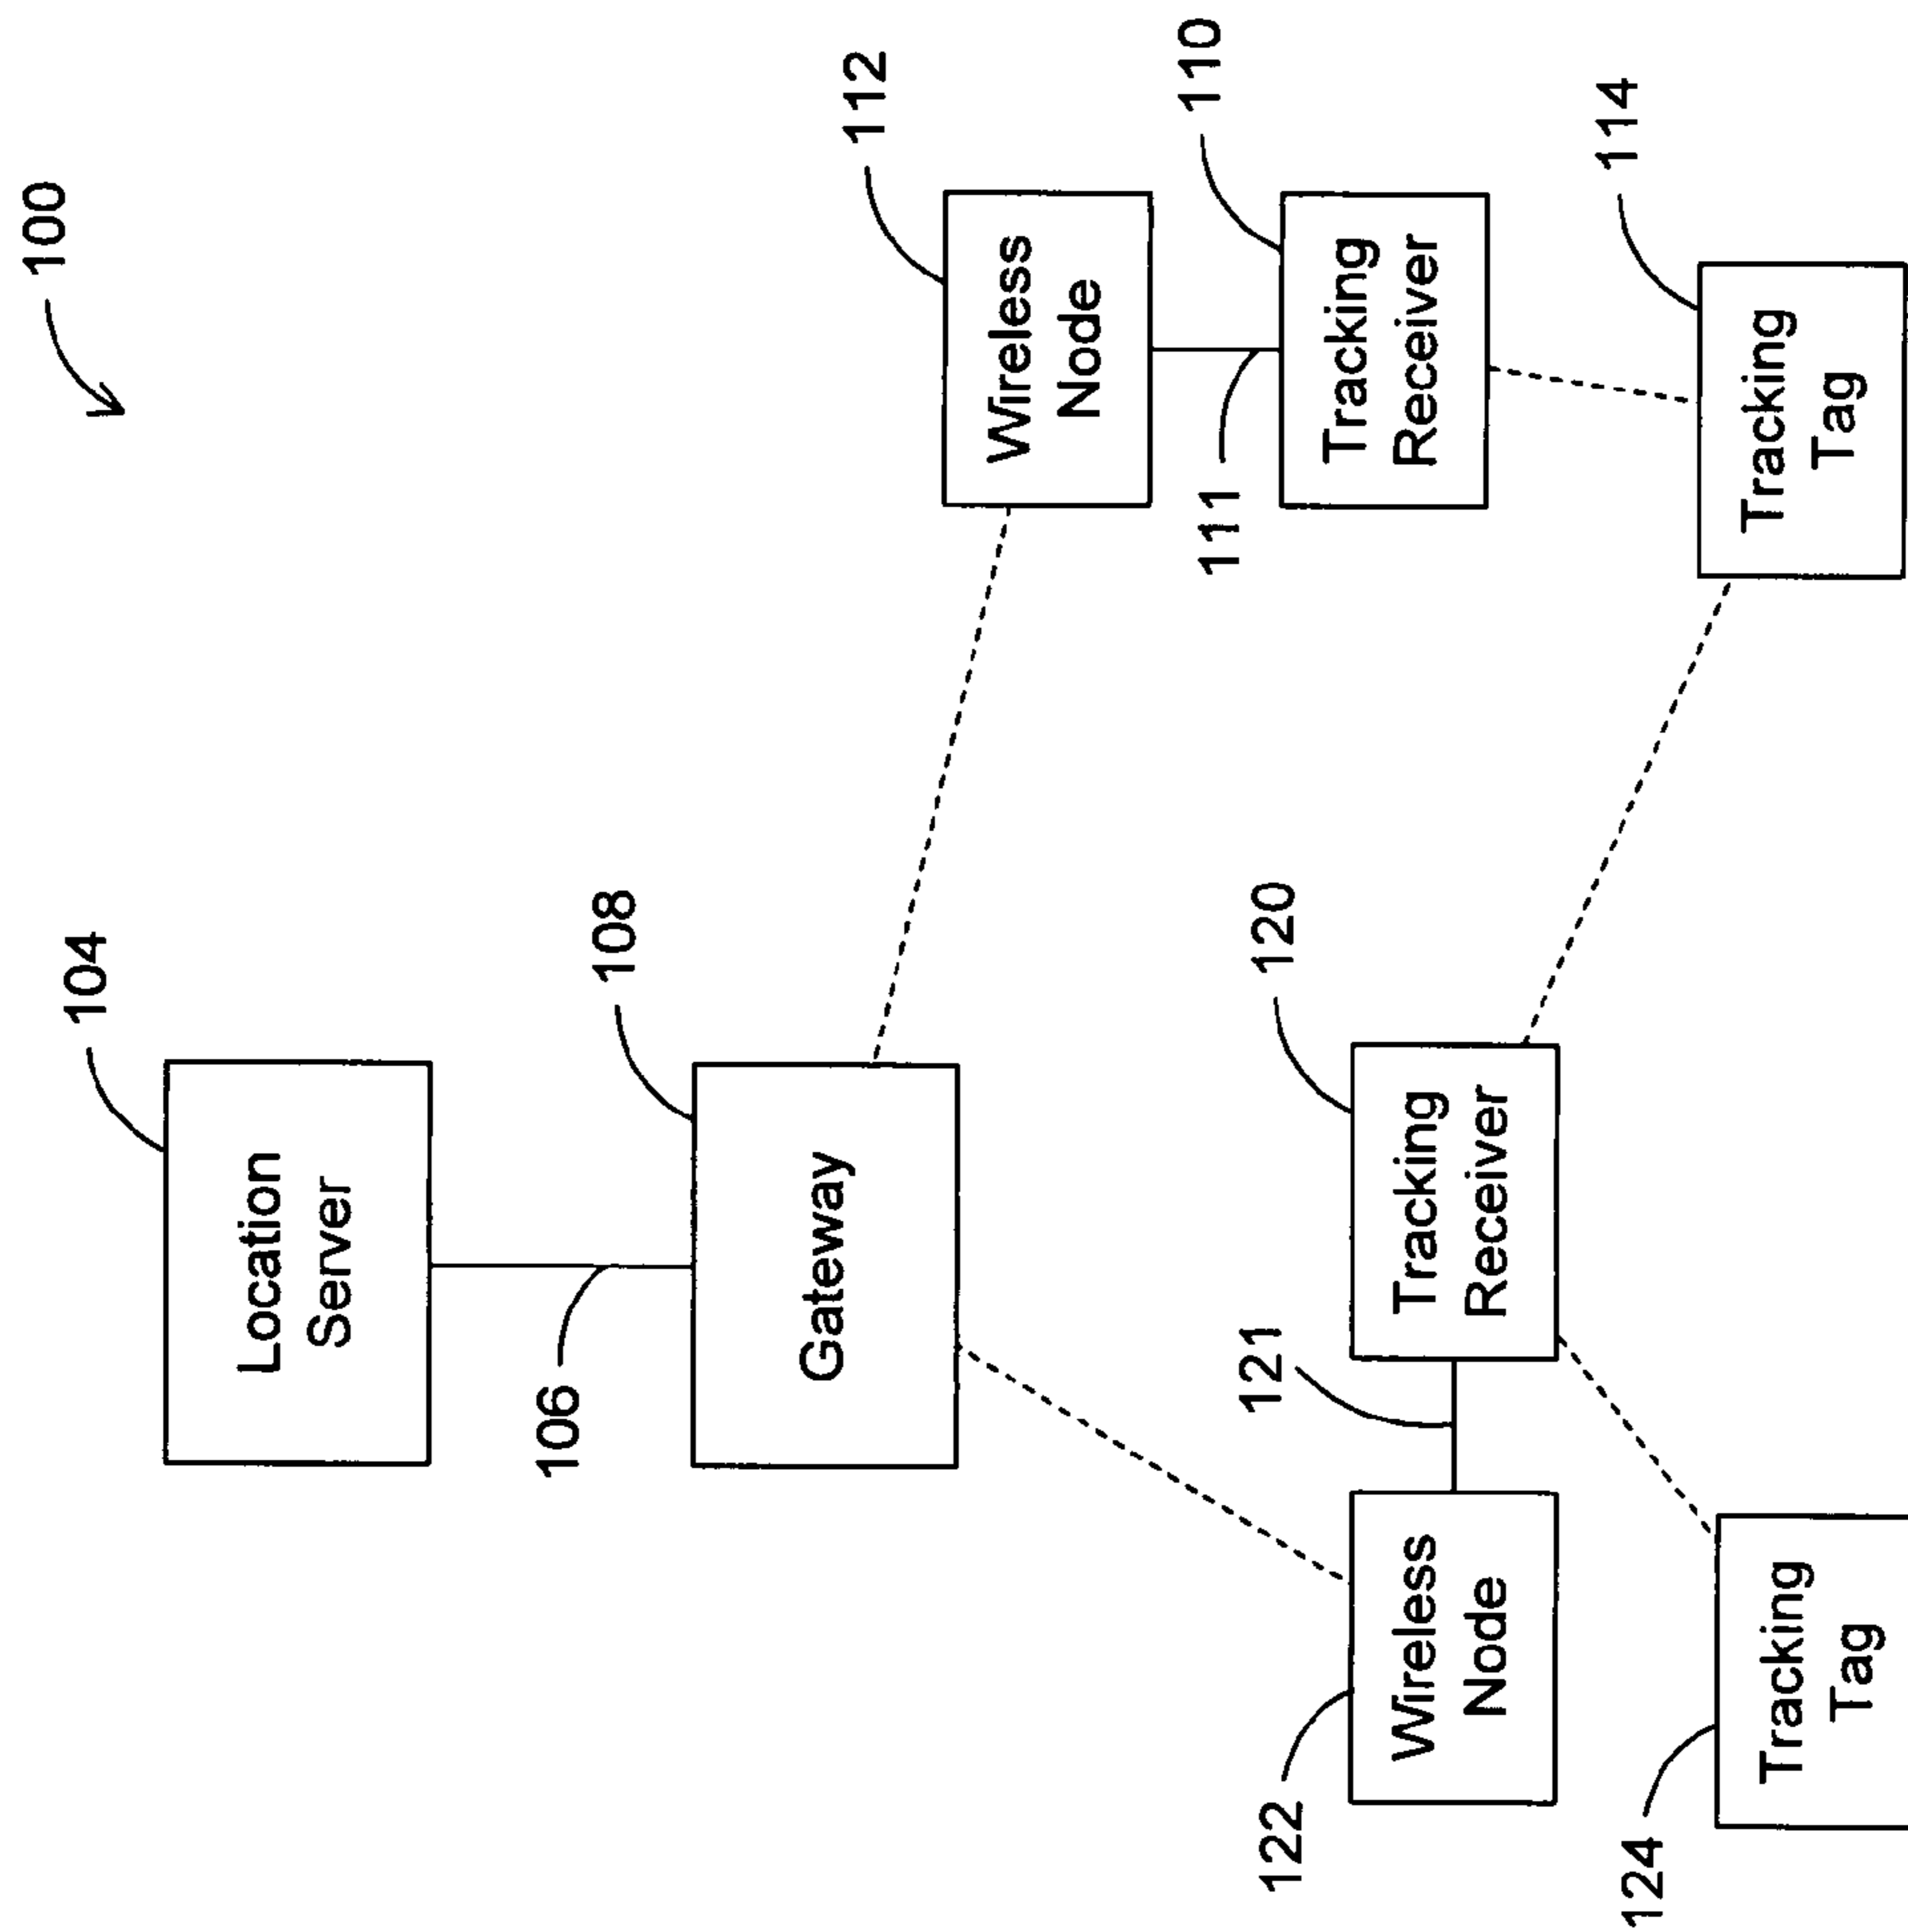 100
104
Location
Server
106
108
Gateway
112
Wireless
Node
111
110
Tracking
Receiver
114
Tracking
Tag
120
Tracking
Receiver
121
122
Wireless
Node
124
Tracking
Tag